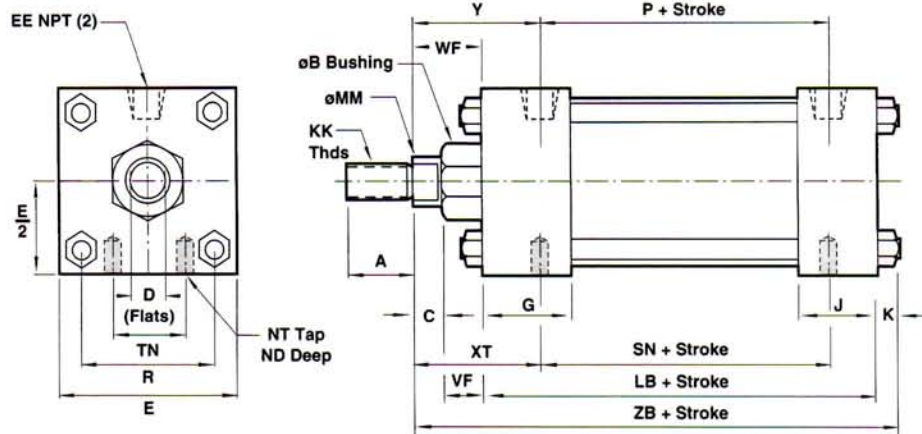 EE NPT (2)
Y
P + Stroke
WF
øB Bushing
øMM
KK
Thds
E
2
A
D
(Flats)
C
G
J
K
NT Tap
ND Deep
TN
XT
SN + Stroke
R
VF
LB + Stroke
E
ZB + Stroke